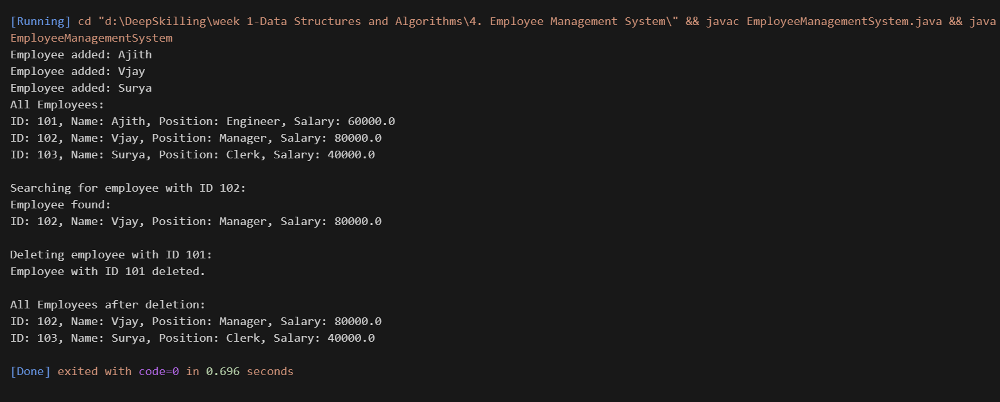 [Running] cd "d:\DeepSkilling\week 1-Data Structures and Algorithms\4. Employee Management System\" && javac EmployeeManagementSystem.java && java
EmployeeManagementSystem
Employee added: Ajith
Employee added: Vjay
Employee added: Surya
All Employees:
ID: 101, Name: Ajith, Position: Engineer, Salary: 60000.0
ID: 102, Name: Vjay, Position: Manager, Salary: 80000.0
ID: 103, Name: Surya, Position: Clerk, Salary: 40000.0

Searching for employee with ID 102:
Employee found:
ID: 102, Name: Vjay, Position: Manager, Salary: 80000.0

Deleting employee with ID 101:
Employee with ID 101 deleted.

All Employees after deletion:
ID: 102, Name: Vjay, Position: Manager, Salary: 80000.0
ID: 103, Name: Surya, Position: Clerk, Salary: 40000.0

[Done] exited with code=0 in 0.696 seconds